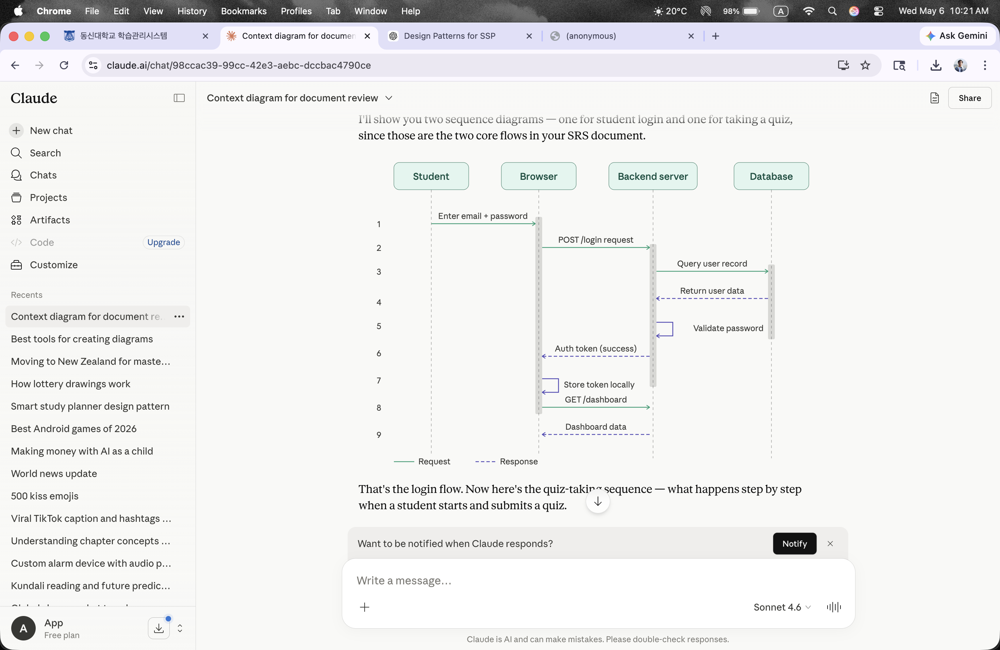 Chrome File Edit View History Bookmarks Profiles Tab Window Help 20°C 98% A Wed May 6 10:21 AM
동신대학교 학습관리시스템
Context diagram for documen
Design Patterns for SSP
(anonymous)
Ask Gemini
claude.ai/chat/98ccac39-99cc-42e3-aebc-dccbac4790ce
Claude
New chat
Search
Chats
Projects
Artifacts
Code
Upgrade
Customize
Recents
Context diagram for document re...
Best tools for creating diagrams
Moving to New Zealand for maste...
How lottery drawings work
Smart study planner design pattern
Best Android games of 2026
Making money with AI as a child
World news update
500 kiss emojis
Viral TikTok caption and hashtags ...
Understanding chapter concepts ...
Custom alarm device with audio p...
Kundali reading and future predic...
A
App
Free plan
Context diagram for document review
Share
I'll show you two sequence diagrams — one for student login and one for taking a quiz,
since those are the two core flows in your SRS document.
Student
Browser
Backend server
Database
1
Enter email + password
2
POST /login request
3
Query user record
4
Return user data
5
Validate password
6
Auth token (success)
7
Store token locally
8
GET /dashboard
9
Dashboard data
Request
Response
That's the login flow. Now here's the quiz-taking sequence — what happens step by step
when a student starts and submits a quiz.
Want to be notified when Claude responds?
Notify
Write a message...
Sonnet 4.6
Claude is AI and can make mistakes. Please double-check responses.